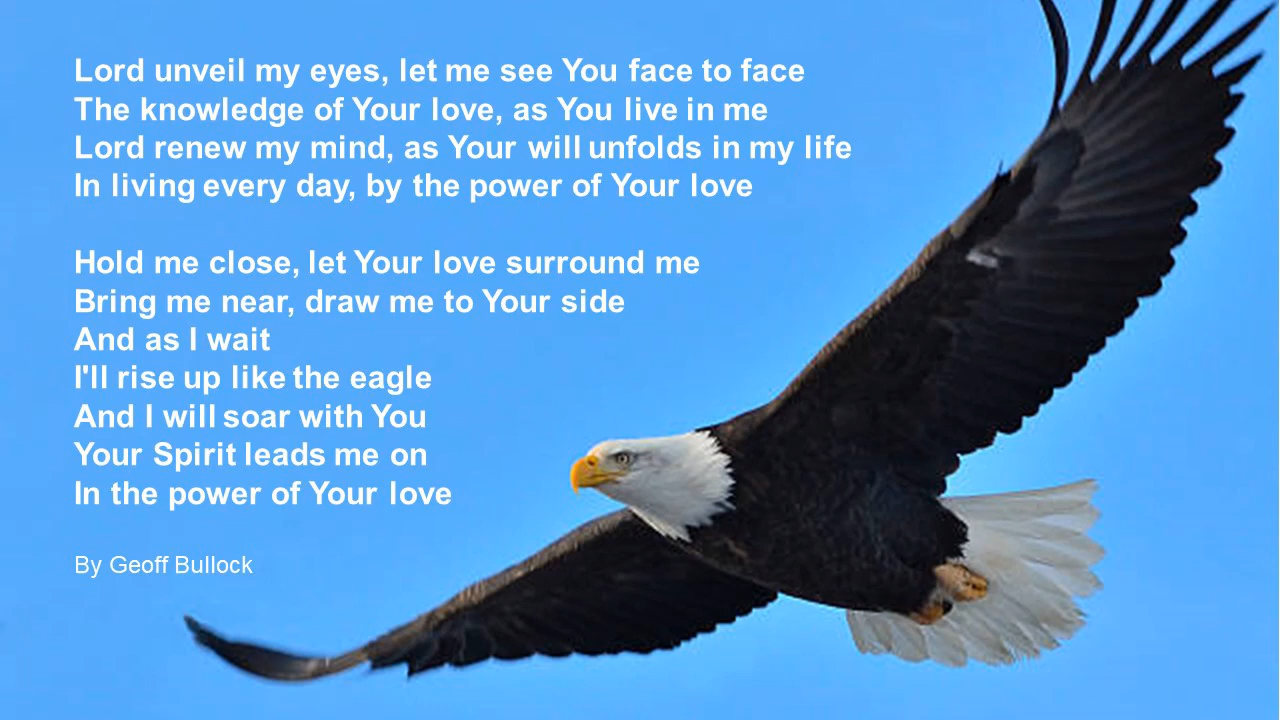 Lord unveil my eyes, let me see You face to face
The knowledge of Your love, as You live in me
Lord renew my mind, as Your will unfolds in my life
In living every day, by the power of Your love
Hold me close, let Your love surround me
Bring me near, draw me to Your side
And as I wait
I'll rise up like the eagle
And I will soar with You
Your Spirit leads me on
In the power of Your love
By Geoff Bullock